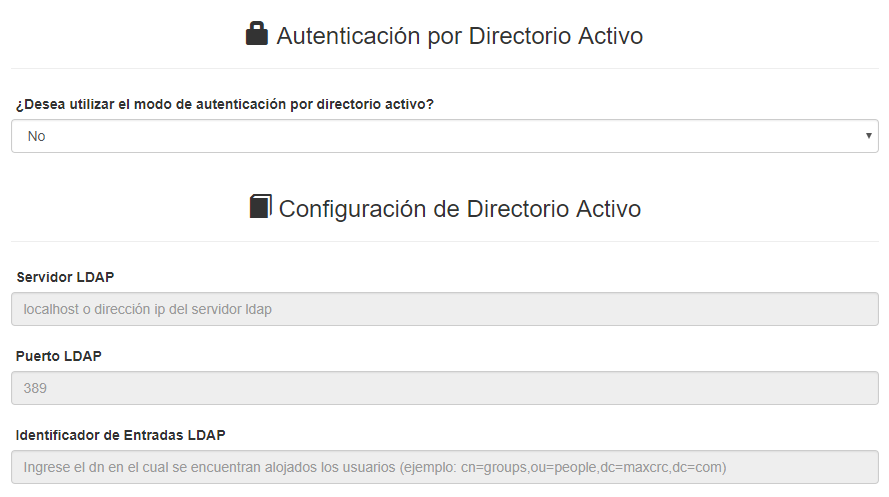 Autenticación por Directorio Activo
¿Desea utilizar el modo de autenticación por directorio activo?
No
Configuración de Directorio Activo
Servidor LDAP
localhost o dirección ip del servidor ldap
Puerto LDAP
389
Identificador de Entradas LDAP
Ingrese el dn en el cual se encuentran alojados los usuarios (ejemplo: cn=groups,ou=people,dc=maxcrc,dc=com)